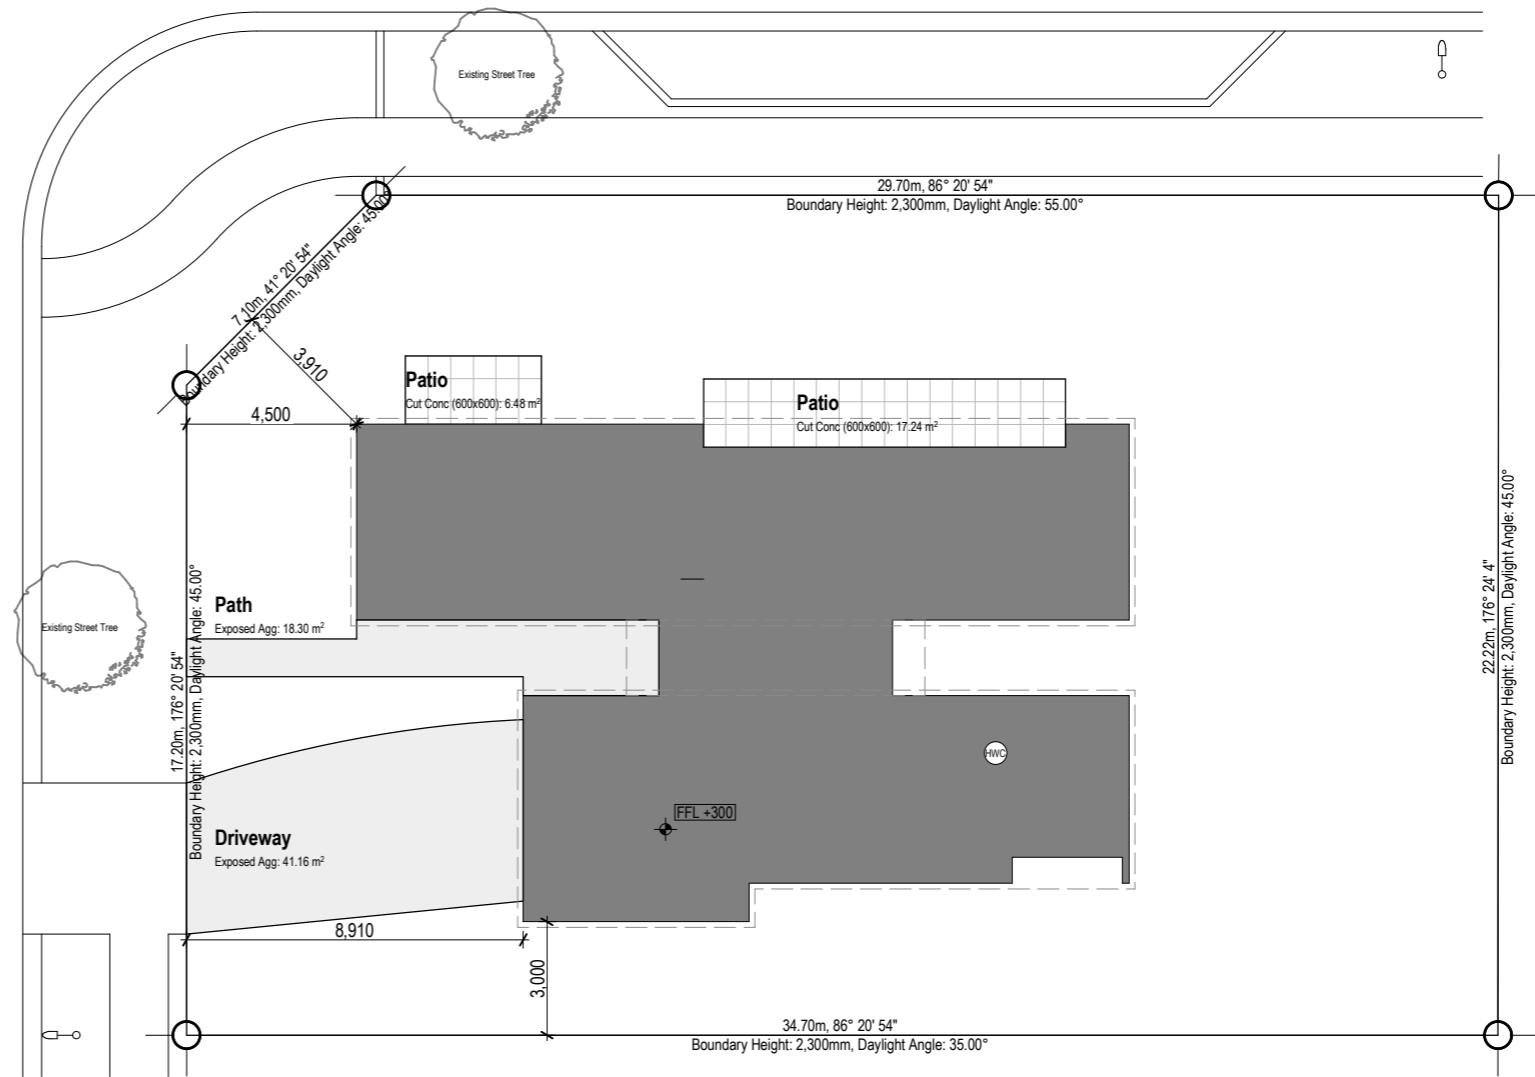 Existing Street Tree
29.70m, 86° 20' 54"
Boundary Height: 2,300mm, Daylight Angle: 55.00°
7.10m, 41° 20' 54"
Boundary Height: 2,300mm, Daylight Angle: 45.00°
3,910
4,500
Patio
Cut Conc (600x600): 6.48 m²
Patio
Cut Conc (600x600): 17.24 m²
Existing Street Tree
Path
Exposed Agg: 18.30 m²
17.20m, 176° 20' 54"
Boundary Height: 2,300mm, Daylight Angle: 45.00°
22.22m, 176° 24' 4"
Boundary Height: 2,300mm, Daylight Angle: 45.00°
HWC
FFL +300
Driveway
Exposed Agg: 41.16 m²
8,910
3,000
34.70m, 86° 20' 54"
Boundary Height: 2,300mm, Daylight Angle: 35.00°